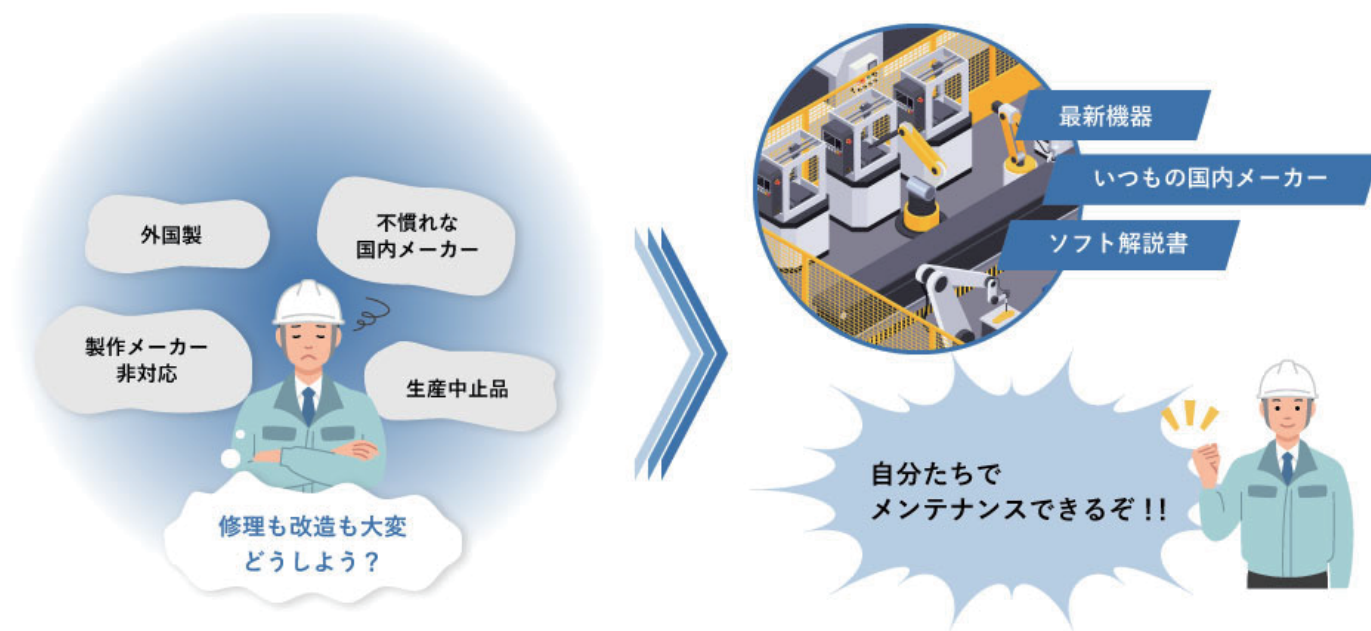 外国製
不慣れな
国内メーカー
製作メーカー
非対応
生産中止品
修理も改造も大変
どうしよう？
最新機器
いつもの国内メーカー
ソフト解説書
自分たちで
メンテナンスできるぞ !!